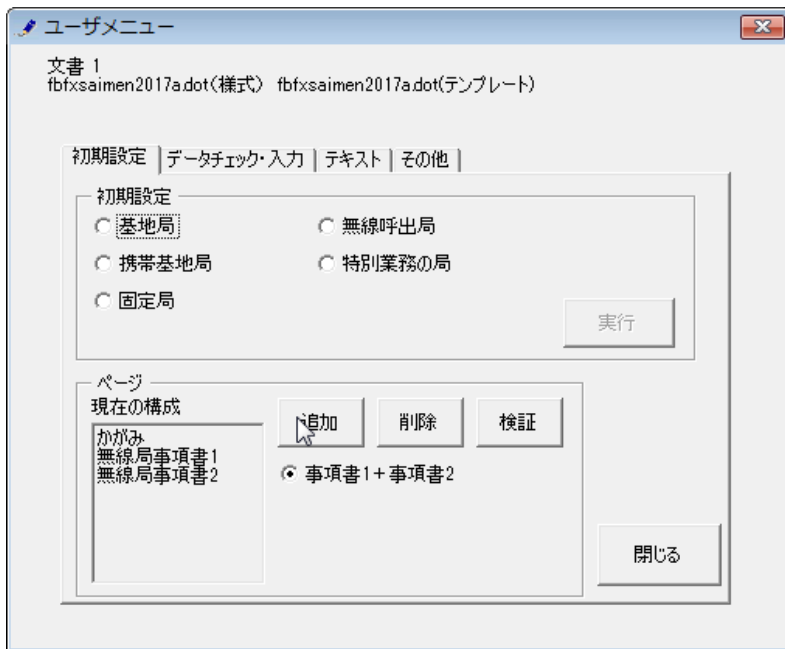 ユーザメニュー
文書 1
fbfxsaimen2017a.dot(様式) fbfxsaimen2017a.dot(テンプレート)
初期設定 データチェック・入力 テキスト その他
初期設定
基地局 無線呼出局
携帯基地局 特別業務の局
固定局
実行
ページ
現在の構成
追加 削除 検証
かがみ
無線局事項書1
無線局事項書2
事項書1+事項書2
閉じる